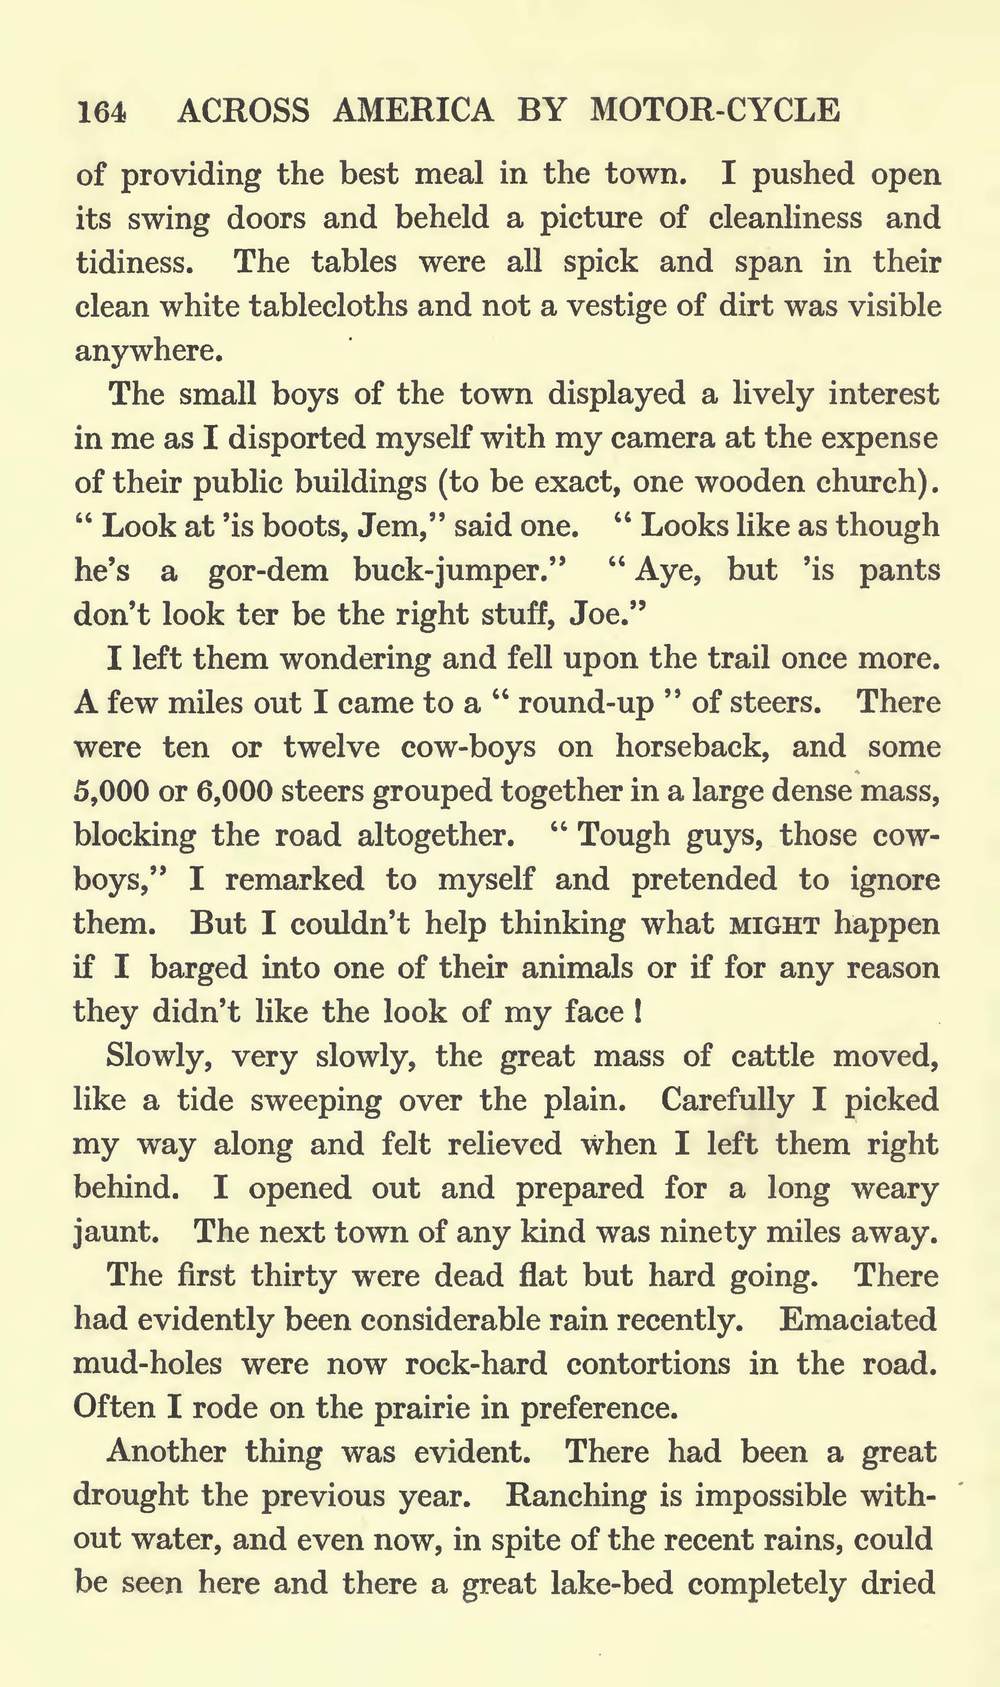 164 ACROSS AMERICA BY MOTOR-CYCLE
of providing the best meal in the town. I pushed open
its swing doors and beheld a picture of cleanliness and
tidiness. The tables were all spick and span in their
clean white tablecloths and not a vestige of dirt was visible
anywhere.
The small boys of the town displayed a lively interest
in me as I disported myself with my camera at the expense
of their public buildings (to be exact, one wooden church).
“ Look at ’is boots, Jem,” said one. “ Looks like as though
he’s a gor-dem buck-jumper.” “ Aye, but ’is pants
don’t look ter be the right stuff, Joe.”
I left them wondering and fell upon the trail once more.
A few miles out I came to a “ round-up ” of steers. There
were ten or twelve cow-boys on horseback, and some
5,000 or 6,000 steers grouped together in a large dense mass,
blocking the road altogether. “ Tough guys, those cow-
boys,” I remarked to myself and pretended to ignore
them. But I couldn’t help thinking what MIGHT happen
if I barged into one of their animals or if for any reason
they didn’t like the look of my face !
Slowly, very slowly, the great mass of cattle moved,
like a tide sweeping over the plain. Carefully I picked
my way along and felt relieved when I left them right
behind. I opened out and prepared for a long weary
jaunt. The next town of any kind was ninety miles away.
The first thirty were dead flat but hard going. There
had evidently been considerable rain recently. Emaciated
mud-holes were now rock-hard contortions in the road.
Often I rode on the prairie in preference.
Another thing was evident. There had been a great
drought the previous year. Ranching is impossible with-
out water, and even now, in spite of the recent rains, could
be seen here and there a great lake-bed completely dried